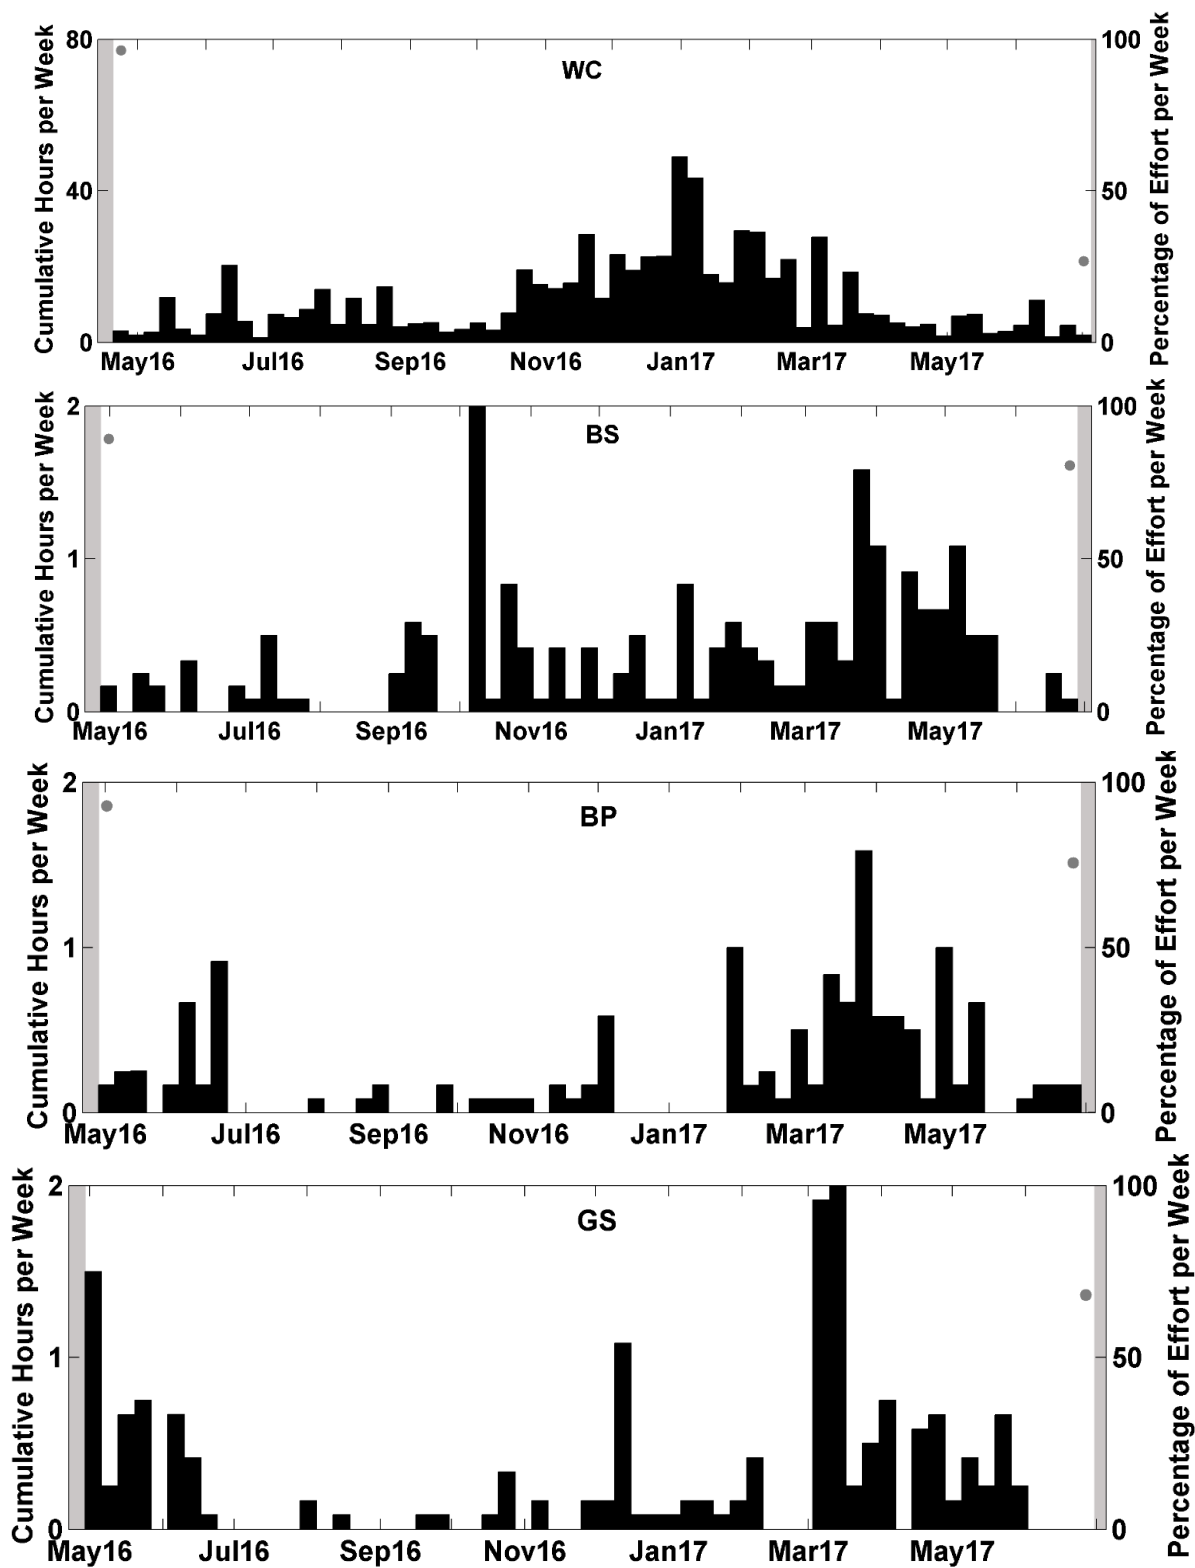 WC
Cumulative Hours per Week
Percentage of Effort per Week
80
40
0
100
50
0
May16 Jul16 Sep16 Nov16 Jan17 Mar17 May17
BS
Cumulative Hours per Week
Percentage of Effort per Week
2
1
0
100
50
0
May16 Jul16 Sep16 Nov16 Jan17 Mar17 May17
BP
Cumulative Hours per Week
Percentage of Effort per Week
2
1
0
100
50
0
May16 Jul16 Sep16 Nov16 Jan17 Mar17 May17
GS
Cumulative Hours per Week
Percentage of Effort per Week
2
1
0
100
50
0
May16 Jul16 Sep16 Nov16 Jan17 Mar17 May17